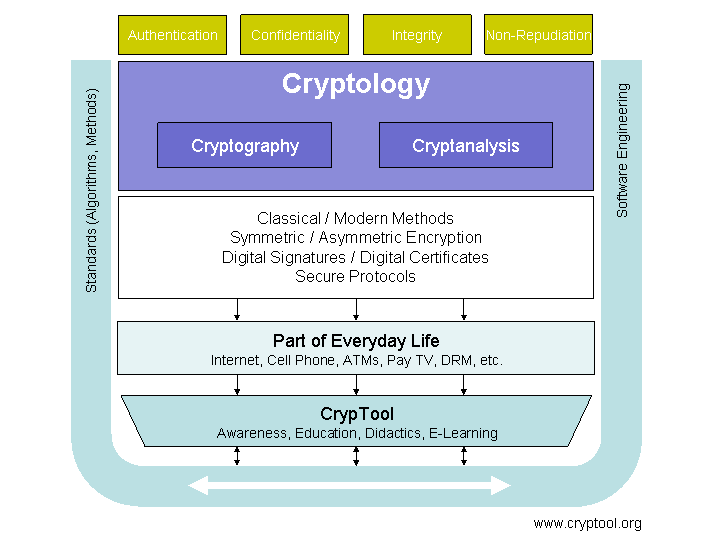 Authentication
Confidentiality
Integrity
Non-Repudiation
Standards (Algorithms, Methods)
Cryptology
Cryptography
Cryptanalysis
Software Engineering
Classical / Modern Methods
Symmetric / Asymmetric Encryption
Digital Signatures / Digital Certificates
Secure Protocols
Part of Everyday Life
Internet, Cell Phone, ATMs, Pay TV, DRM, etc.
CrypTool
Awareness, Education, Didactics, E-Learning
www.cryptool.org